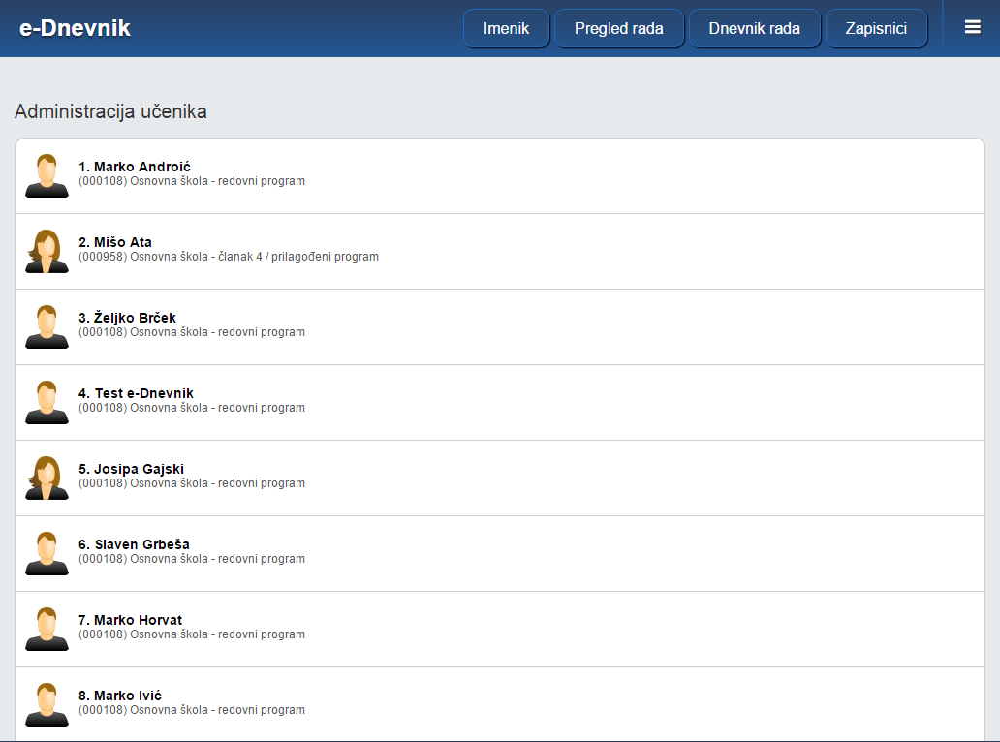 e-Dnevnik
Imenik
Pregled rada
Dnevnik rada
Zapisnici
Administracija učenika
1. Marko Androić
(000108) Osnovna škola - redovni program
2. Mišo Ata
(000958) Osnovna škola - članak 4 / prilagođeni program
3. Željko Brček
(000108) Osnovna škola - redovni program
4. Test e-Dnevnik
(000108) Osnovna škola - redovni program
5. Josipa Gajski
(000108) Osnovna škola - redovni program
6. Slaven Grbeša
(000108) Osnovna škola - redovni program
7. Marko Horvat
(000108) Osnovna škola - redovni program
8. Marko Ivić
(000108) Osnovna škola - redovni program